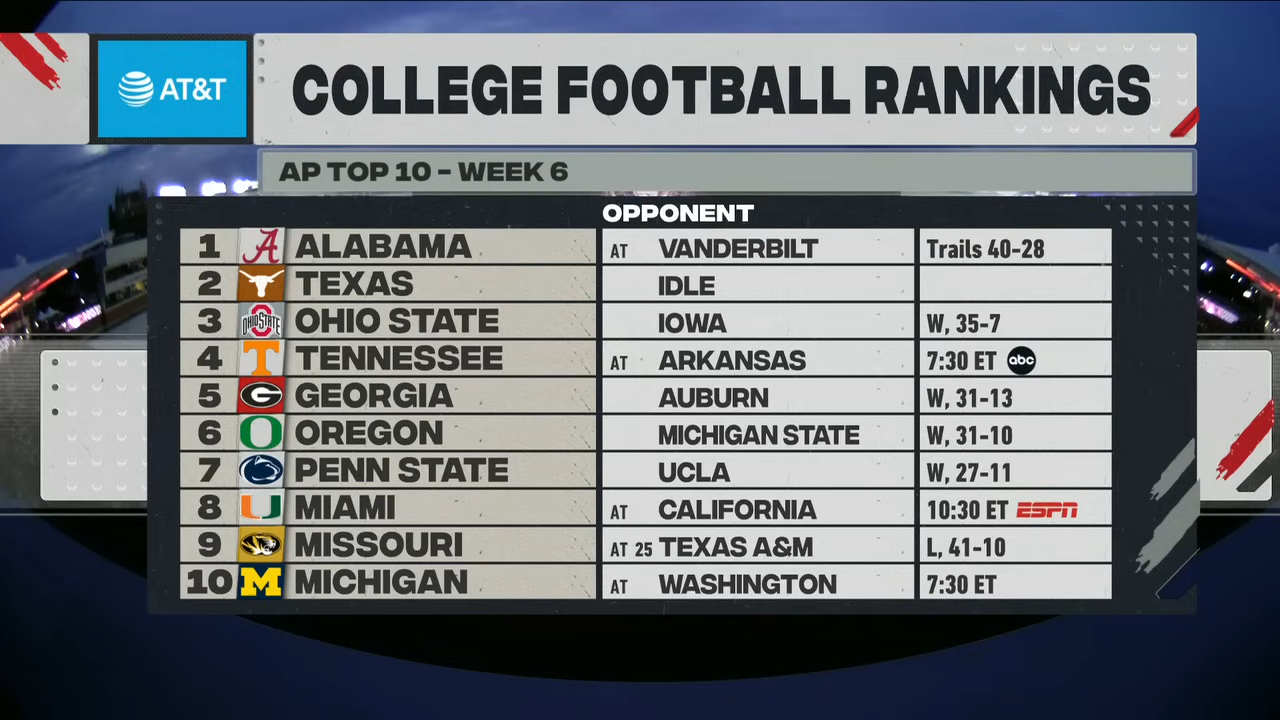 AT&T
COLLEGE FOOTBALL RANKINGS
AP TOP 10 – WEEK 6
OPPONENT
1 A ALABAMA AT VANDERBILT Trails 40-28
2 TEXAS IDLE
3 OHIO STATE OHIO STATE IOWA W, 35-7
4 T TENNESSEE AT ARKANSAS 7:30 ET abc
5 G GEORGIA AUBURN W, 31-13
6 O OREGON MICHIGAN STATE W, 31-10
7 PENN STATE UCLA W, 27-11
8 U MIAMI AT CALIFORNIA 10:30 ET ESPN
9 MISSOURI AT 25 TEXAS A&M L, 41-10
10 M MICHIGAN AT WASHINGTON 7:30 ET